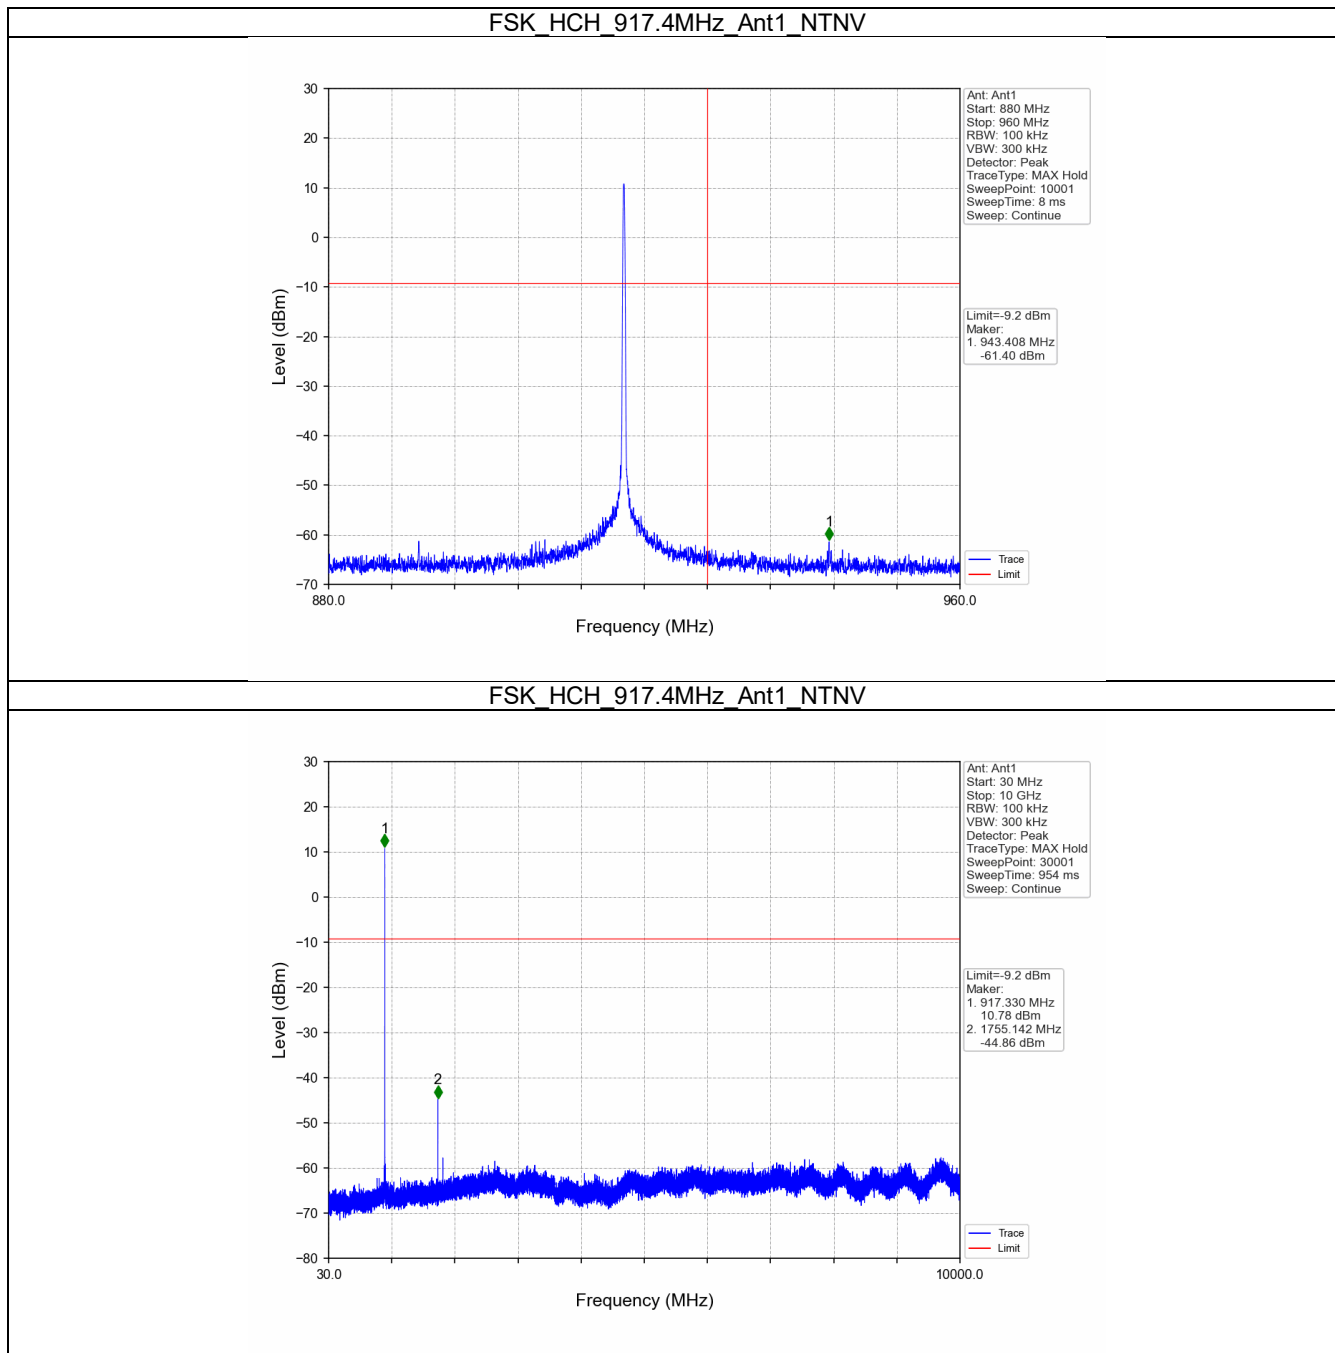 FSK_HCH_917.4MHz_Ant1_NTNV
30
20
10
0
−10
−20
−30
−40
−50
−60
−70
Level (dBm)
880.0
960.0
Frequency (MHz)
1
Ant: Ant1
Start: 880 MHz
Stop: 960 MHz
RBW: 100 kHz
VBW: 300 kHz
Detector: Peak
TraceType: MAX Hold
SweepPoint: 10001
SweepTime: 8 ms
Sweep: Continue
Limit=-9.2 dBm
Maker:
1. 943.408 MHz
-61.40 dBm
Trace
Limit
FSK_HCH_917.4MHz_Ant1_NTNV
30
20
10
0
−10
−20
−30
−40
−50
−60
−70
−80
Level (dBm)
30.0
10000.0
Frequency (MHz)
1
2
Ant: Ant1
Start: 30 MHz
Stop: 10 GHz
RBW: 100 kHz
VBW: 300 kHz
Detector: Peak
TraceType: MAX Hold
SweepPoint: 30001
SweepTime: 954 ms
Sweep: Continue
Limit=-9.2 dBm
Maker:
1. 917.330 MHz
10.78 dBm
2. 1755.142 MHz
-44.86 dBm
Trace
Limit